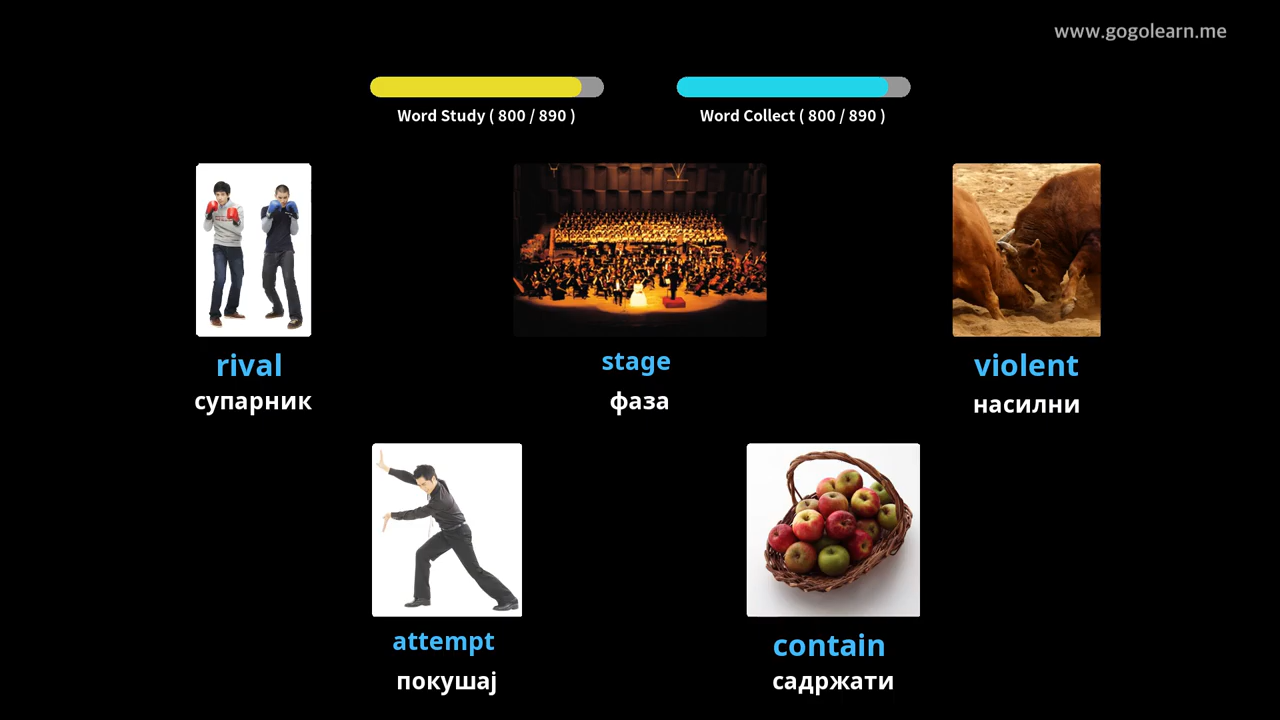 www.gogolearn.me
Word Study ( 800 / 890 )
Word Collect ( 800 / 890 )
rival
супарник
stage
фаза
violent
насилни
attempt
покушај
contain
садржати